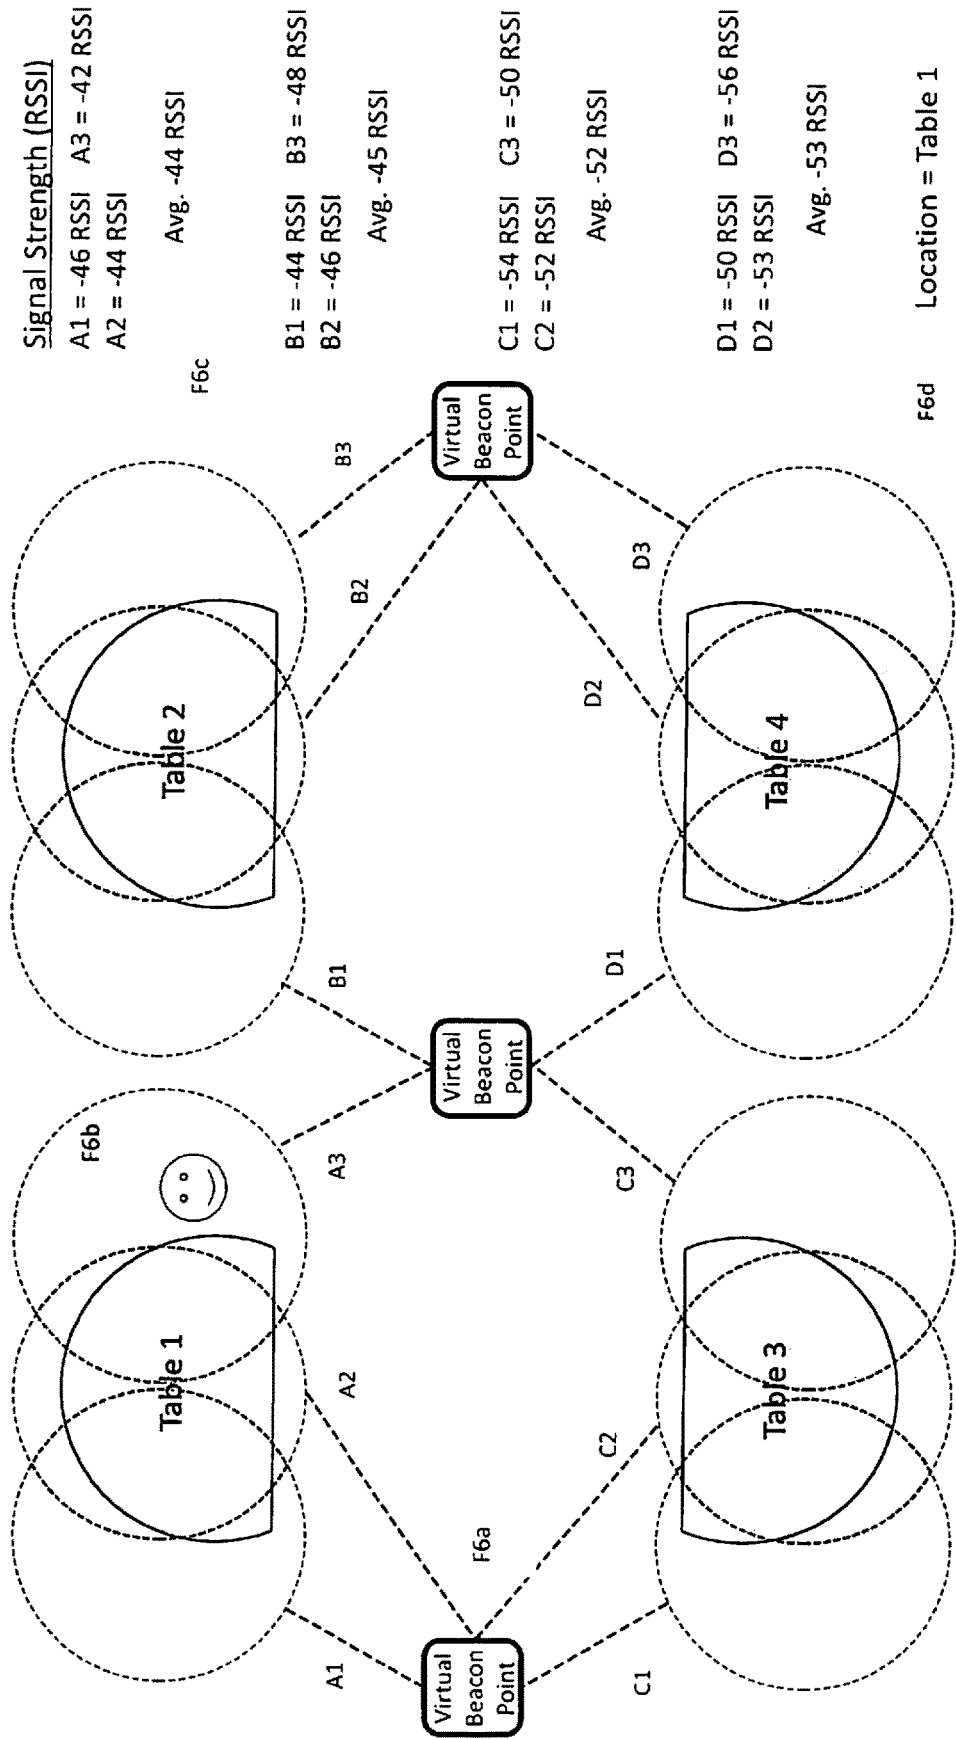 Signal Strength (RSSI)
A1 = -46 RSSI A3 = -42 RSSI
A2 = -44 RSSI
Avg. -44 RSSI
B1 = -44 RSSI B3 = -48 RSSI
B2 = -46 RSSI
Avg. -45 RSSI
C1 = -54 RSSI C3 = -50 RSSI
C2 = -52 RSSI
Avg. -52 RSSI
D1 = -50 RSSI D3 = -56 RSSI
D2 = -53 RSSI
Avg. -53 RSSI
Location = Table 1
F6b
F6c
Table 1
Table 2
A1
A2
A3
B1
B2
B3
Virtual
Beacon
Point
F6a
Virtual
Beacon
Point
Virtual
Beacon
Point
C1
C2
C3
D1
D2
D3
Table 3
Table 4
F6d